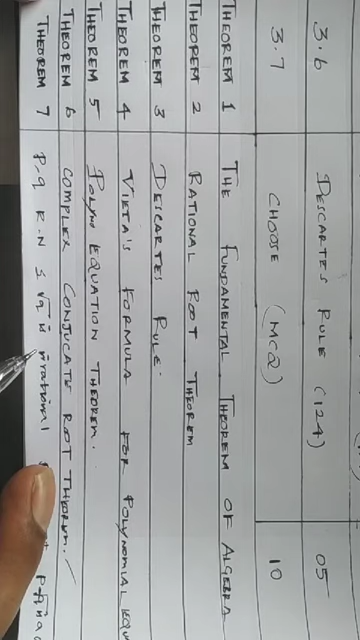 3.6 DESCARTES RULE (124) 05
3.7 CHOOSE (MCQ) 10
THEOREM 1 THE FUNDAMENTAL THEOREM OF ALGEBRA
THEOREM 2 RATIONAL ROOT THEOREM
THEOREM 3 DESCARTES RULE.
THEOREM 4 VIETA'S FORMULA FOR POLYNOMIAL EQU
THEOREM 5 POLYNO EQUATION THEOREM.
THEOREM 6 COMPLEX CONJUCATE ROOT THEOREM.
THEOREM 7 P-q R.N & √q is irrational